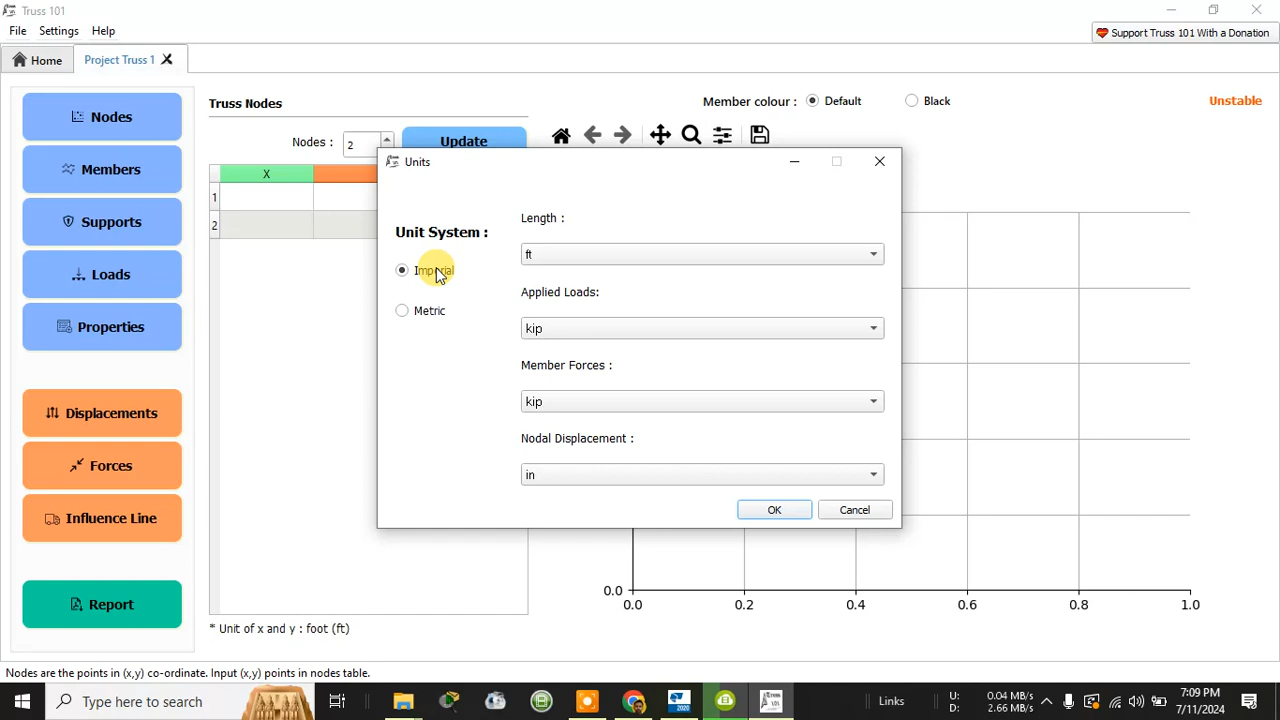 Truss 101
File Settings Help
Support Truss 101 With a Donation
Home Project Truss 1
Nodes
Members
Supports
Loads
Properties
Displacements
Forces
Influence Line
Report
Truss Nodes
Nodes : 2 Update
X
1
2
* Unit of x and y : foot (ft)
Member colour : Default Black
Unstable
Units
Unit System :
Imperial
Metric
Length :
ft
Applied Loads:
kip
Member Forces :
kip
Nodal Displacement :
in
OK Cancel
0.0
0.0 0.2 0.4 0.6 0.8 1.0
Nodes are the points in (x,y) co-ordinate. Input (x,y) points in nodes table.
Type here to search
Links
U: 0.04 MB/s
D: 2.66 MB/s
7:09 PM
7/11/2024